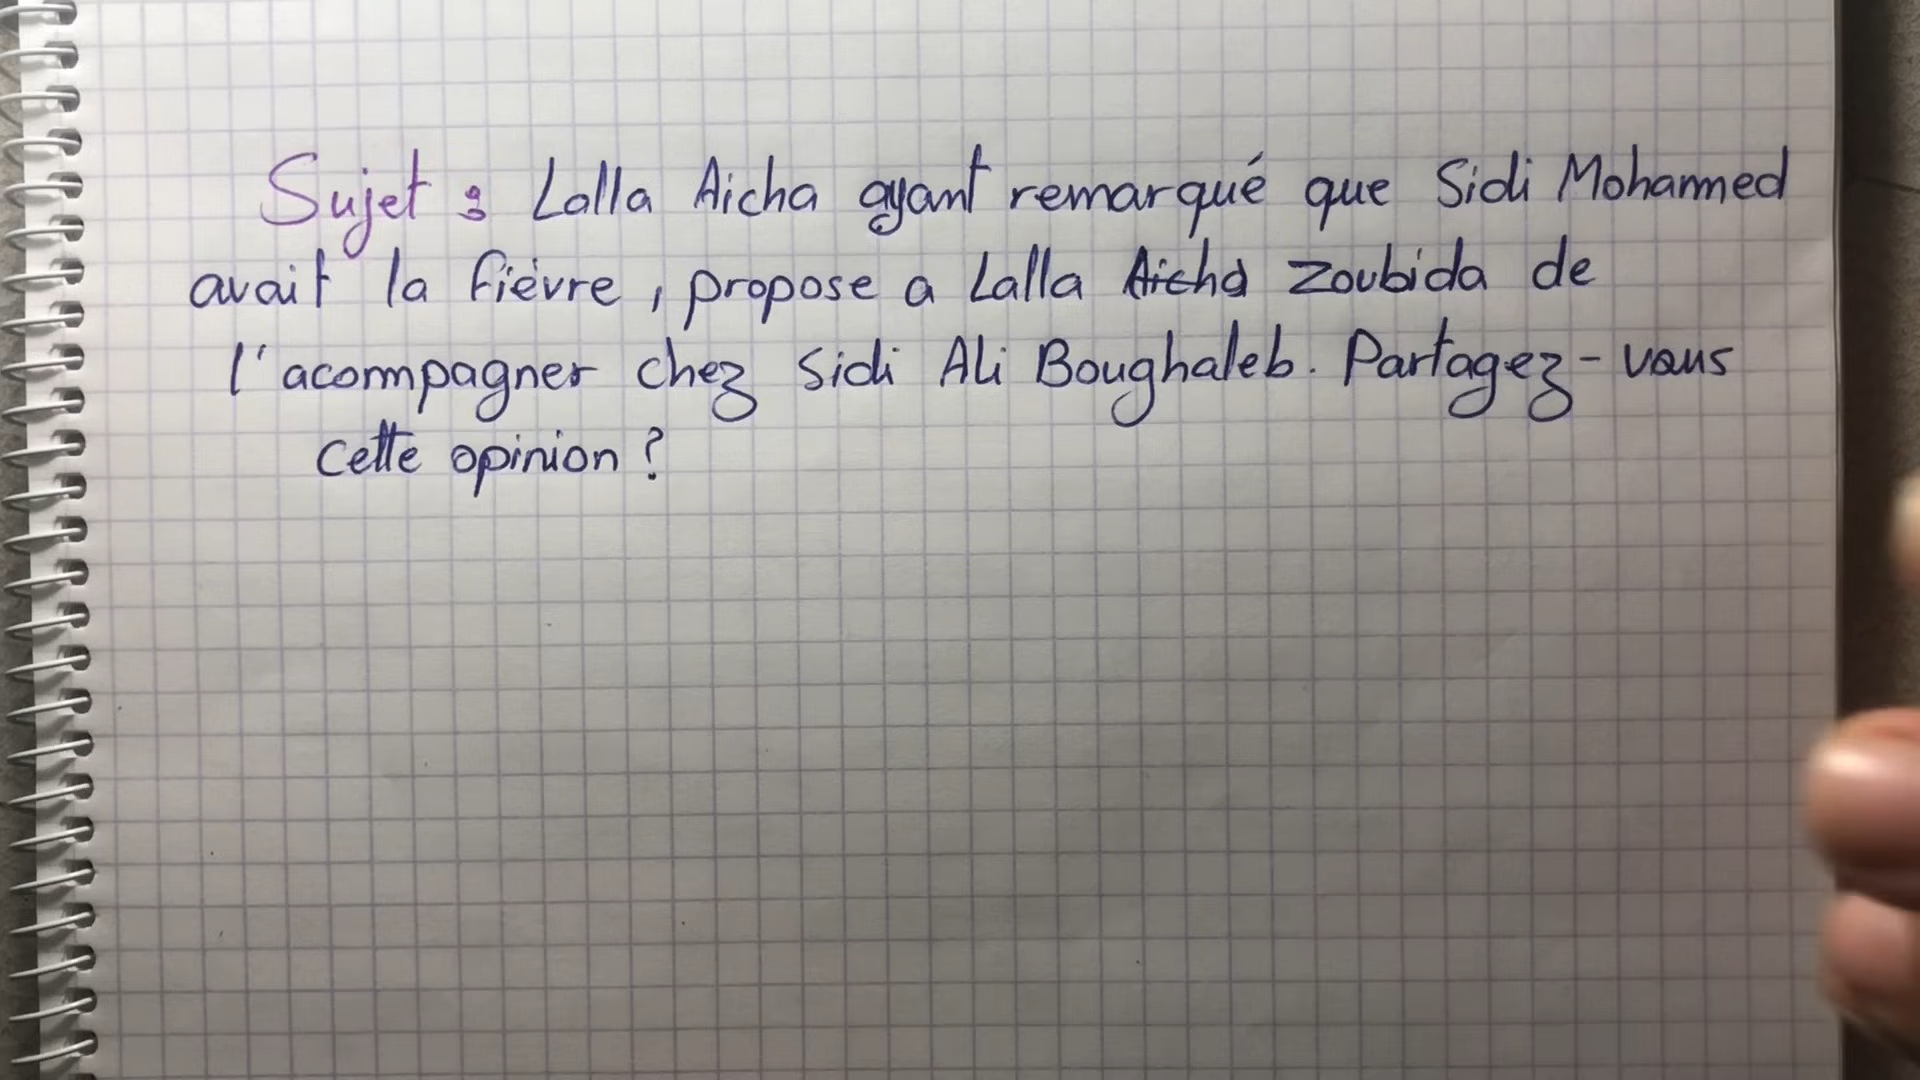 Sujet : Lalla Aicha ayant remarqué que Sidi Mohammed
avait la fiévre, propose a Lalla Aicha Zoubida de
l'acompagner chez Sidi Ali Boughaleb. Partagez-vous
cette opinion ?